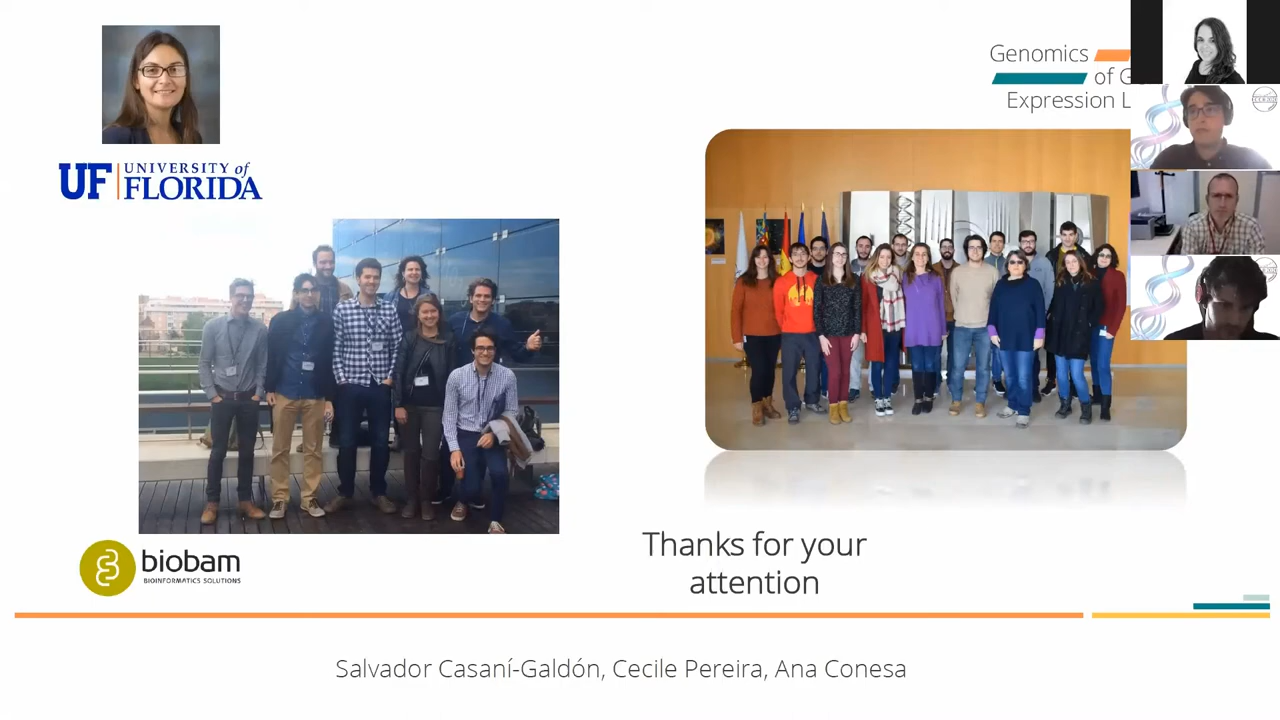 Genomics
of G
Expression L
UF UNIVERSITY of
FLORIDA
biobam
BIOINFORMATICS SOLUTIONS
Thanks for your
attention
Salvador Casaní-Galdón, Cecile Pereira, Ana Conesa